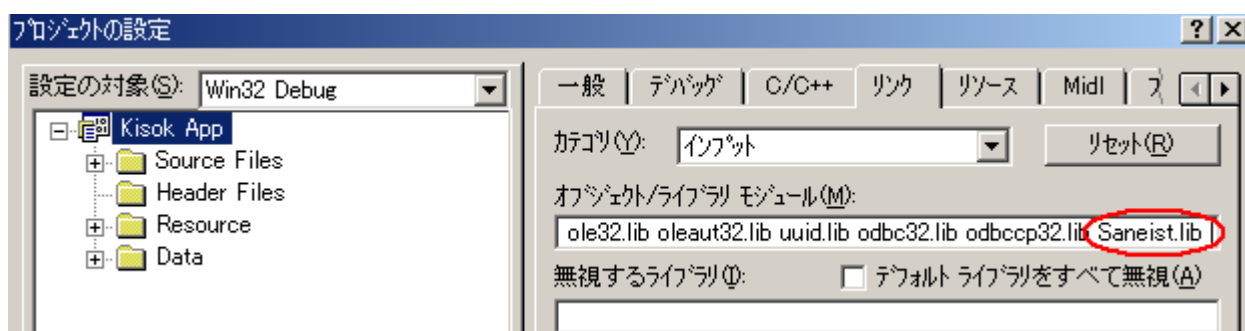 プロジェクトの設定
設定の対象(S): Win32 Debug
Kisok App
Source Files
Header Files
Resource
Data
一般 デバッグ C/C++ リンク リソース Midl
カテゴリ(Y): インプット リセット(R)
オブジェクト/ライブラリ モジュール(M):
ole32.lib oleaut32.lib uuid.lib odbc32.lib odbccp32.lib Saneist.lib
無視するライブラリ(I): デフォルト ライブラリをすべて無視(A)